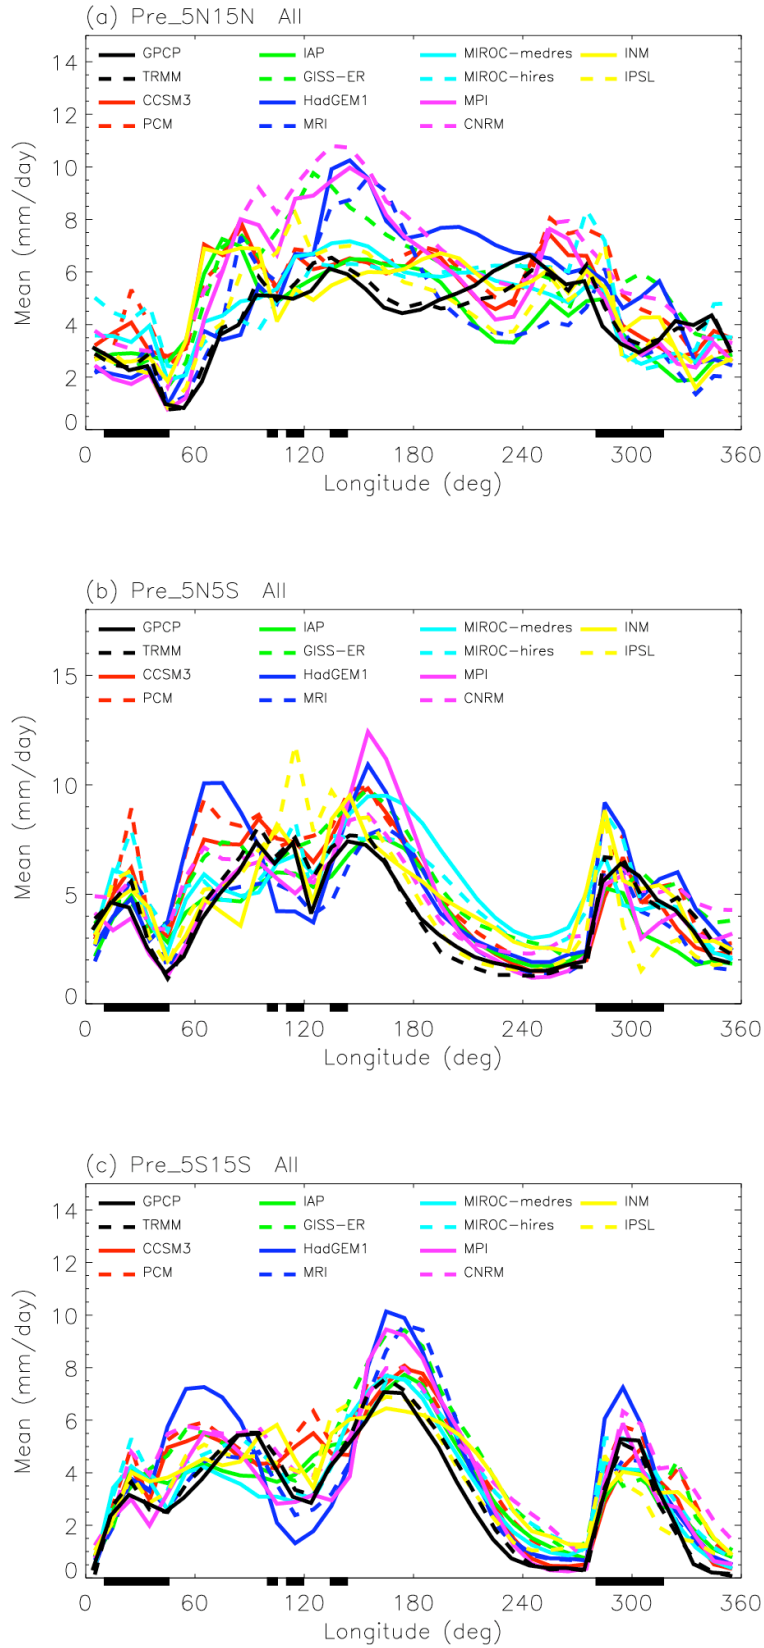 (a) Pre_5N15N All
GPCP IAP MIROC-medres INM
TRMM GISS-ER MIROC-hires IPSL
CCSM3 HadGEM1 MPI
PCM MRI CNRM
Mean (mm/day)
14
12
10
8
6
4
2
0
0 60 120 180 240 300 360
Longitude (deg)
(b) Pre_5N5S All
GPCP IAP MIROC-medres INM
TRMM GISS-ER MIROC-hires IPSL
CCSM3 HadGEM1 MPI
PCM MRI CNRM
Mean (mm/day)
15
10
5
0
0 60 120 180 240 300 360
Longitude (deg)
(c) Pre_5S15S All
GPCP IAP MIROC-medres INM
TRMM GISS-ER MIROC-hires IPSL
CCSM3 HadGEM1 MPI
PCM MRI CNRM
Mean (mm/day)
14
12
10
8
6
4
2
0
0 60 120 180 240 300 360
Longitude (deg)